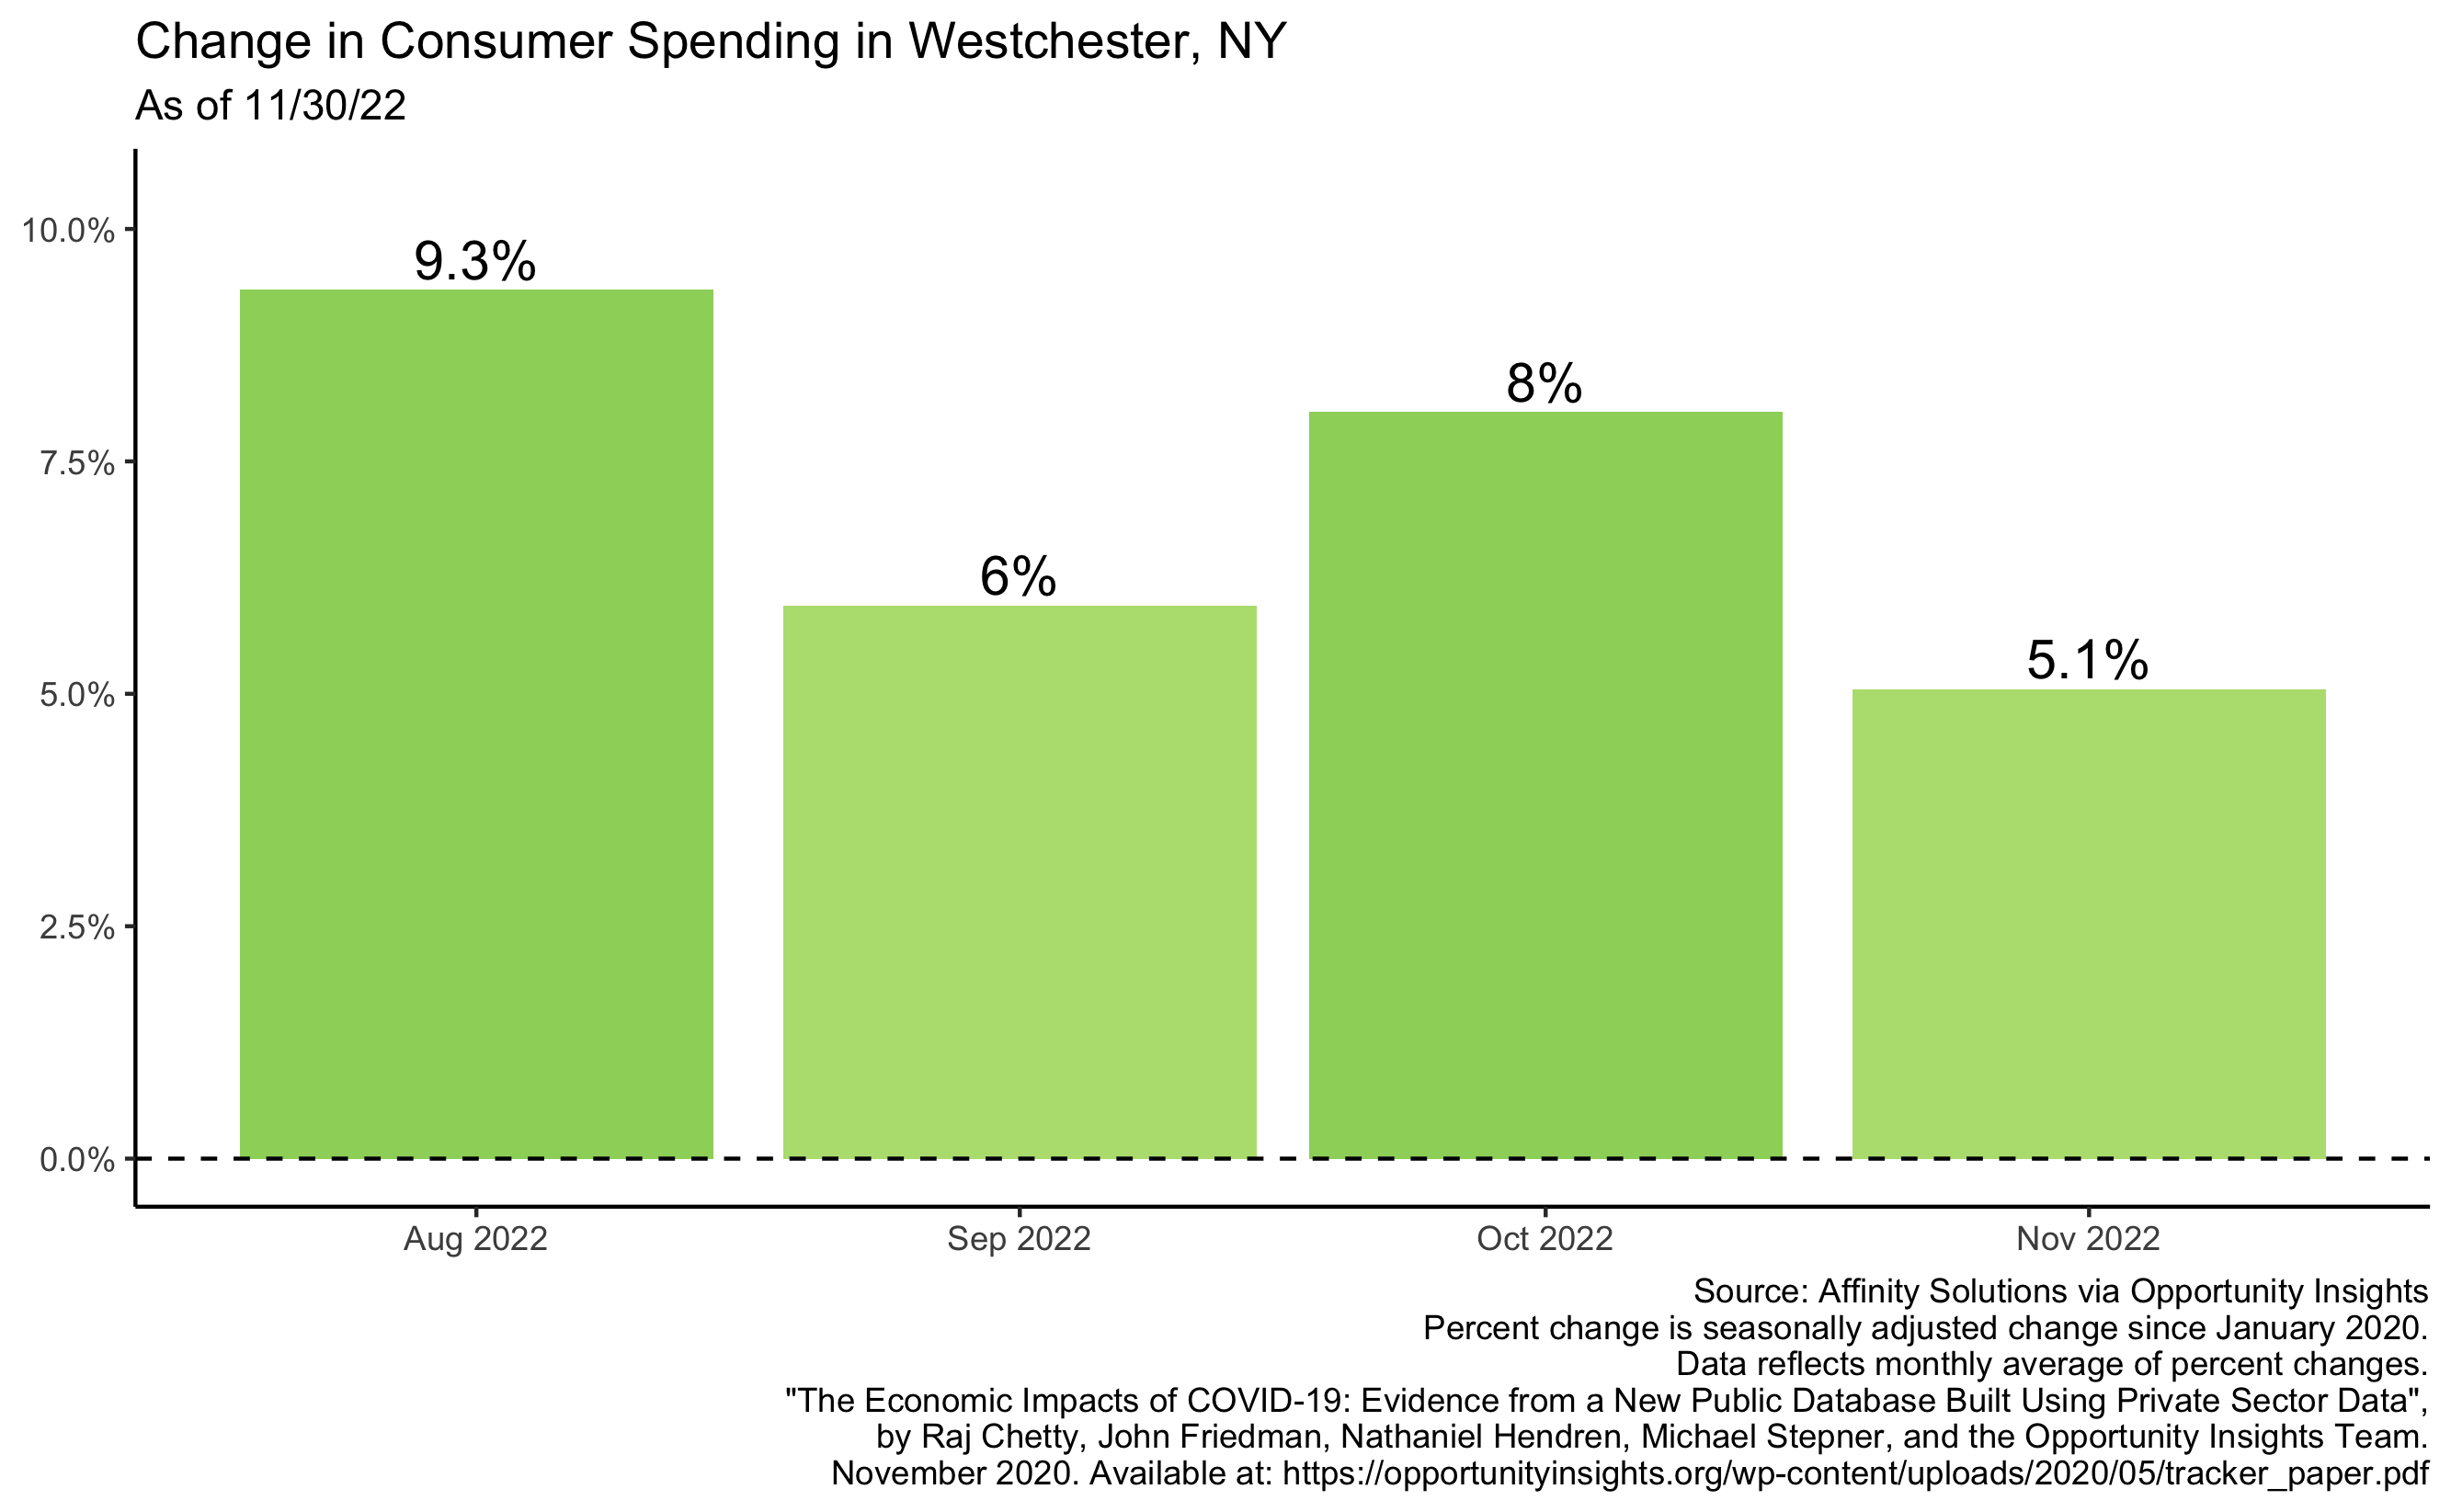 Change in Consumer Spending in Westchester, NY
As of 11/30/22
10.0%
7.5%
5.0%
2.5%
0.0%
9.3%
6%
8%
5.1%
Aug 2022
Sep 2022
Oct 2022
Nov 2022
Source: Affinity Solutions via Opportunity Insights
Percent change is seasonally adjusted change since January 2020.
Data reflects monthly average of percent changes.
"The Economic Impacts of COVID-19: Evidence from a New Public Database Built Using Private Sector Data",
by Raj Chetty, John Friedman, Nathaniel Hendren, Michael Stepner, and the Opportunity Insights Team.
November 2020. Available at: https://opportunityinsights.org/wp-content/uploads/2020/05/tracker_paper.pdf